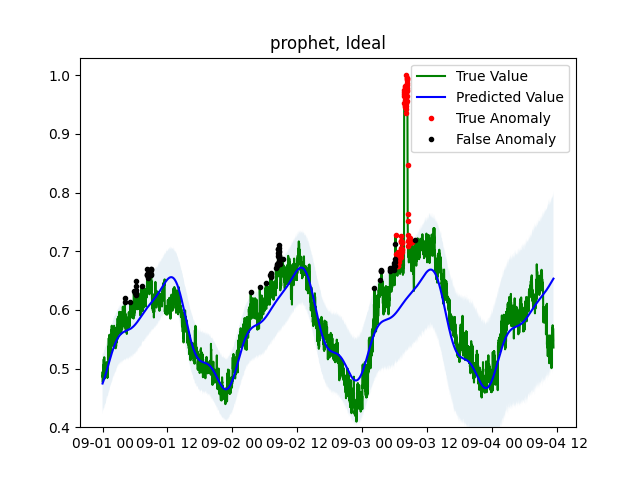 prophet, Ideal
1.0
0.9
0.8
0.7
0.6
0.5
0.4
True Value
Predicted Value
True Anomaly
False Anomaly
09-01 00 09-01 12 09-02 00 09-02 12 09-03 00 09-03 12 09-04 00 09-04 12